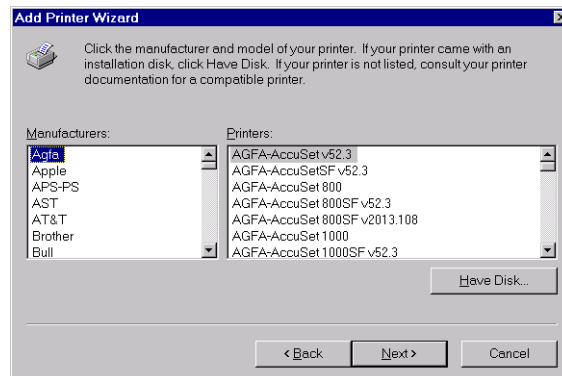 Add Printer Wizard
Click the manufacturer and model of your printer. If your printer came with an
installation disk, click Have Disk. If your printer is not listed, consult your printer
documentation for a compatible printer.
Manufacturers:
Agfa
Apple
APS-PS
AST
AT&T
Brother
Bull
Printers:
AGFA-AccuSet v52.3
AGFA-AccuSetSF v52.3
AGFA-AccuSet 800
AGFA-AccuSet 800SF v52.3
AGFA-AccuSet 800SF v2013.108
AGFA-AccuSet 1000
AGFA-AccuSet 1000SF v52.3
Have Disk...
< Back
Next >
Cancel